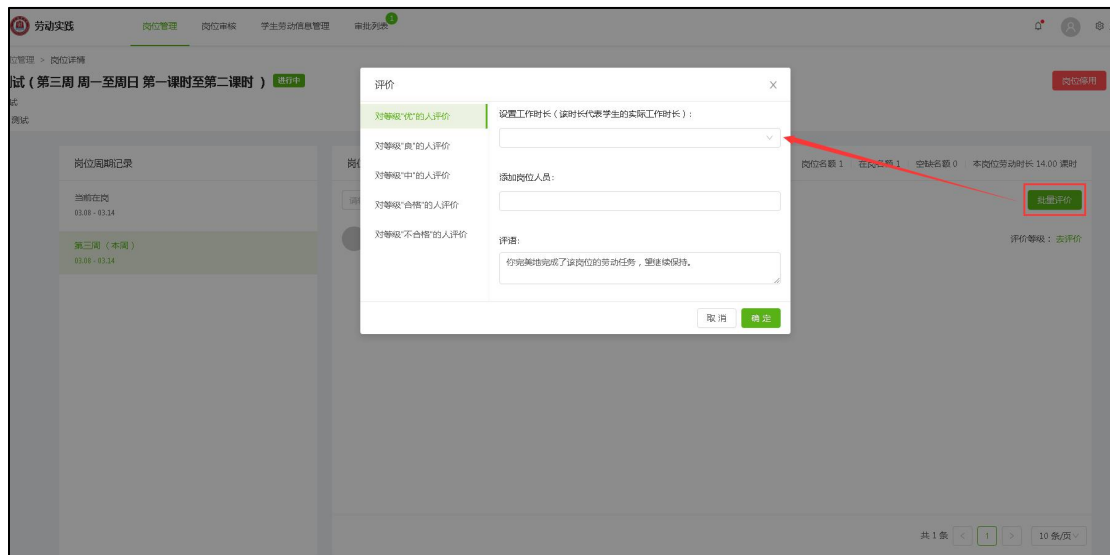 劳动实践
岗位管理
岗位审核
学生劳动信息管理
审批列表
1
位管理 > 岗位详情
测试 ( 第三周 周一至周日 第一课时至第二课时 ) 进行中
岗位停用
试
测试
岗位周期记录
当前在岗
03.08 - 03.14
第三周 (本周)
03.08 - 03.14
岗位名额 1 在岗名额 1 空缺名额 0 本岗位劳动时长 14.00 课时
批量评价
评价等级: 去评价
评价
对等级"优"的人评价
对等级"良"的人评价
对等级"中"的人评价
对等级"合格"的人评价
对等级"不合格"的人评价
设置工作时长 ( 该时长代表学生的实际工作时长 ) :
添加岗位人员:
评语:
你完美地完成了该岗位的劳动任务,望继续保持。
取 消
确 定
共 1 条 < 1 > 10 条/页